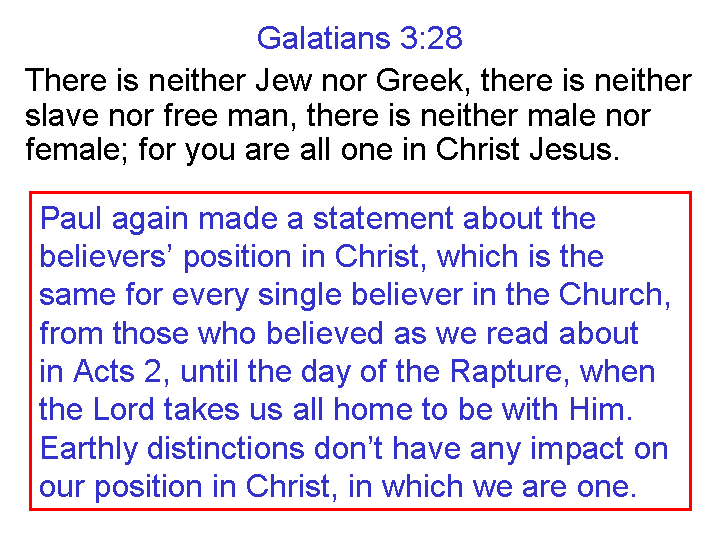 Galatians 3:28
There is neither Jew nor Greek, there is neither
slave nor free man, there is neither male nor
female; for you are all one in Christ Jesus.
Paul again made a statement about the
believers’ position in Christ, which is the
same for every single believer in the Church,
from those who believed as we read about
in Acts 2, until the day of the Rapture, when
the Lord takes us all home to be with Him.
Earthly distinctions don’t have any impact on
our position in Christ, in which we are one.